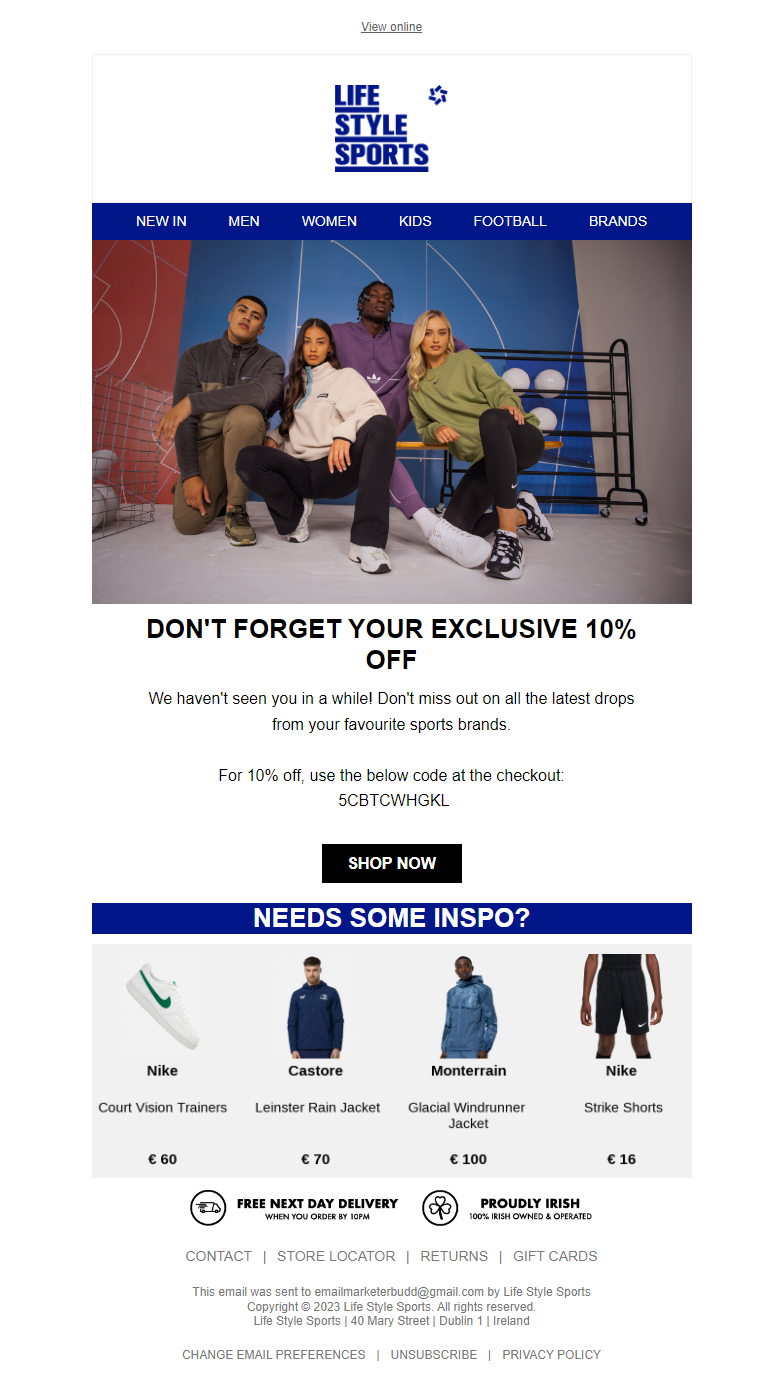 View online
LIFE
STYLE
SPORTS
NEW IN MEN WOMEN KIDS FOOTBALL BRANDS
DON'T FORGET YOUR EXCLUSIVE 10%
OFF
We haven't seen you in a while! Don't miss out on all the latest drops
from your favourite sports brands.
For 10% off, use the below code at the checkout:
5CBTCWHGKL
SHOP NOW
NEEDS SOME INSPO?
Nike Castore Monterrain Nike
Court Vision Trainers Leinster Rain Jacket Glacial Windrunner Strike Shorts
Jacket
€ 60 € 70 € 100 € 16
FREE NEXT DAY DELIVERY PROUDLY IRISH
WHEN YOU ORDER BY 10PM 100% IRISH OWNED & OPERATED
CONTACT | STORE LOCATOR | RETURNS | GIFT CARDS
This email was sent to emailmarketerbudd@gmail.com by Life Style Sports
Copyright © 2023 Life Style Sports. All rights reserved.
Life Style Sports | 40 Mary Street | Dublin 1 | Ireland
CHANGE EMAIL PREFERENCES | UNSUBSCRIBE | PRIVACY POLICY